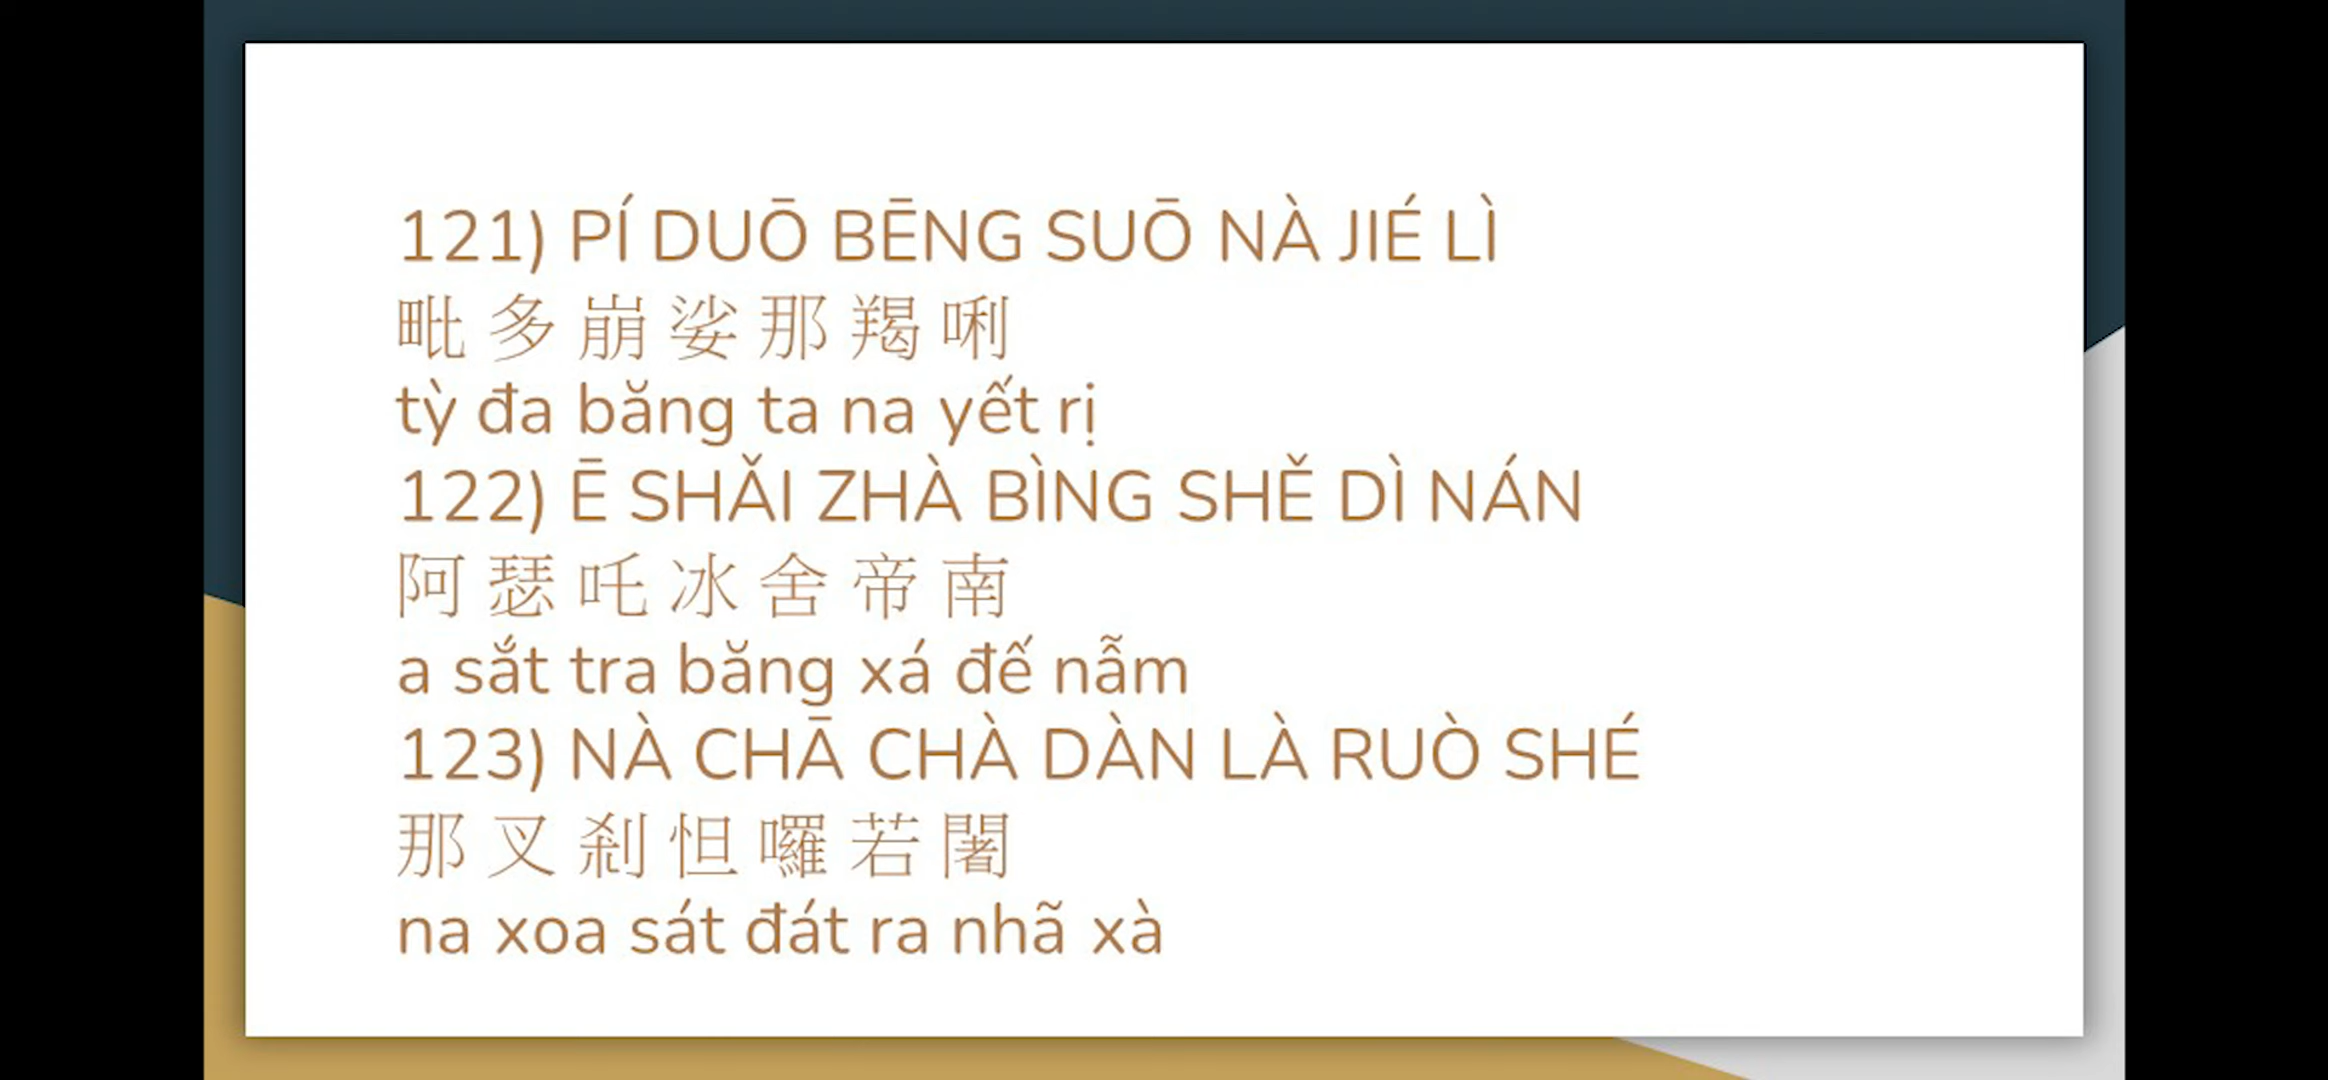 121) PÍ DUŌ BĒNG SUŌ NÀ JIÉ LÌ
毗 多 崩 娑 那 羯 唎
tỳ đa băng ta na yết rị
122) Ē SHǍI ZHÀ BÌNG SHĚ DÌ NÁN
阿 瑟 吒 冰 舍 帝 南
a sắt tra băng xá đế nẫm
123) NÀ CHĀ CHÀ DÀN LÀ RUÒ SHÉ
那 叉 剎 怛 囉 若 闍
na xoa sát đát ra nhã xà